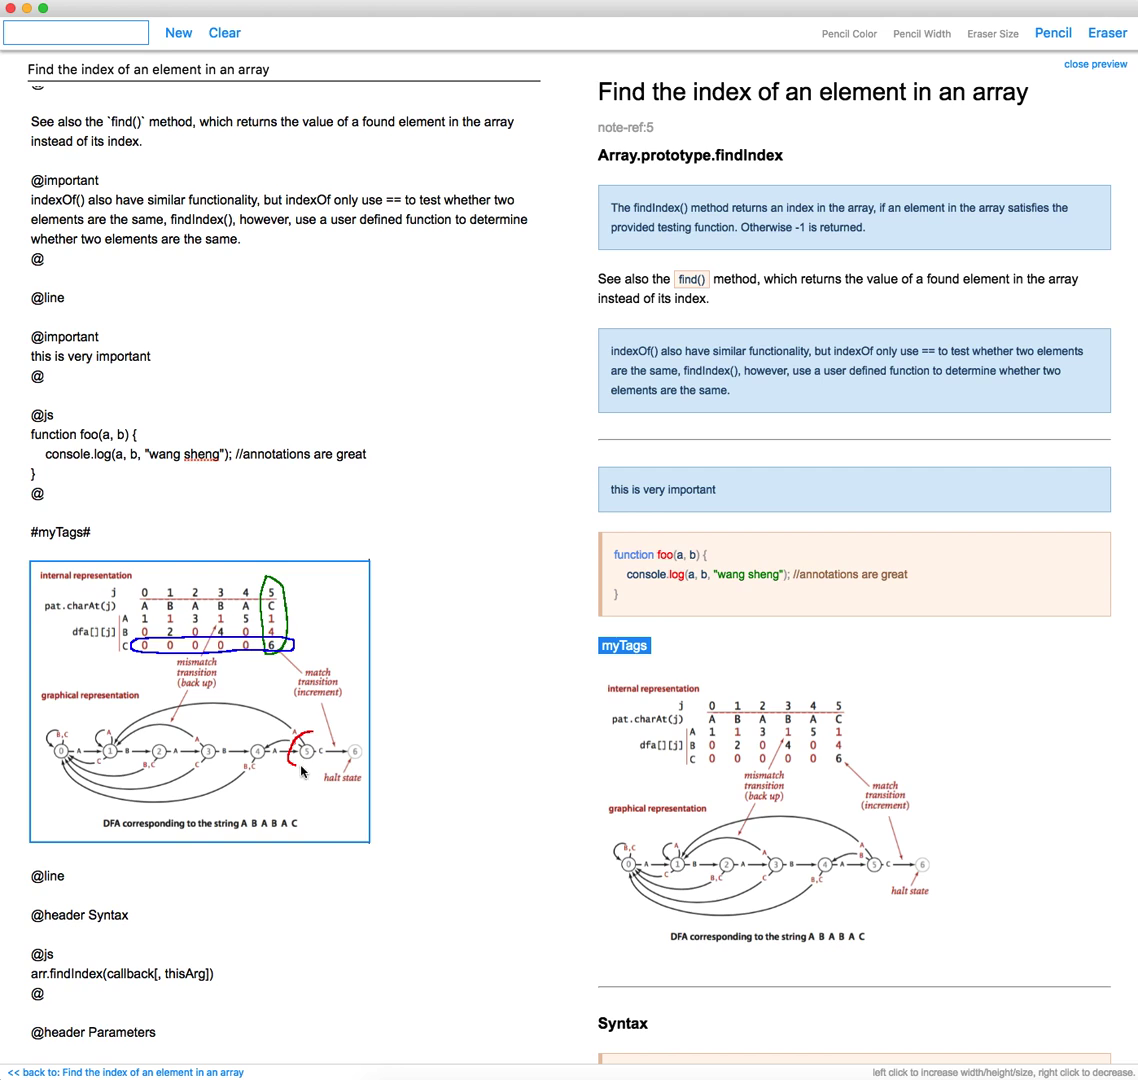 New Clear Pencil Color Pencil Width Eraser Size Pencil Eraser
Find the index of an element in an array
See also the `find()` method, which returns the value of a found element in the array
instead of its index.
@important
indexOf() also have similar functionality, but indexOf only use == to test whether two
elements are the same, findIndex(), however, use a user defined function to determine
whether two elements are the same.
@
@line
@important
this is very important
@
@js
function foo(a, b) {
console.log(a, b, "wang sheng"); //annotations are great
}
@
#myTags#
internal representation
j 0 1 2 3 4 5
pat.charAt(j) A B A B A C
A 1 1 3 1 5 1
dfa[][j] B 0 2 0 4 0 4
C 0 0 0 0 0 6
mismatch
transition
(back up)
match
transition
(increment)
graphical representation
B,C A A A
0 A 1 B 2 A 3 B 4 A 5 C 6
C B,C C B,C
halt state
DFA corresponding to the string A B A B A C
@line
@header Syntax
@js
arr.findIndex(callback[, thisArg])
@
@header Parameters
<< back to: Find the index of an element in an array
close preview
Find the index of an element in an array
note-ref:5
Array.prototype.findIndex
The findIndex() method returns an index in the array, if an element in the array satisfies the
provided testing function. Otherwise -1 is returned.
See also the find() method, which returns the value of a found element in the array
instead of its index.
indexOf() also have similar functionality, but indexOf only use == to test whether two elements
are the same, findIndex(), however, use a user defined function to determine whether two
elements are the same.
this is very important
function foo(a, b) {
console.log(a, b, "wang sheng"); //annotations are great
}
myTags
internal representation
j 0 1 2 3 4 5
pat.charAt(j) A B A B A C
A 1 1 3 1 5 1
dfa[][j] B 0 2 0 4 0 4
C 0 0 0 0 0 6
mismatch
transition
(back up)
match
transition
(increment)
graphical representation
B,C A A A B
0 A 1 B 2 A 3 B 4 A 5 C 6
C B,C C B,C
halt state
DFA corresponding to the string A B A B A C
Syntax
left click to increase width/height/size, right click to decrease.